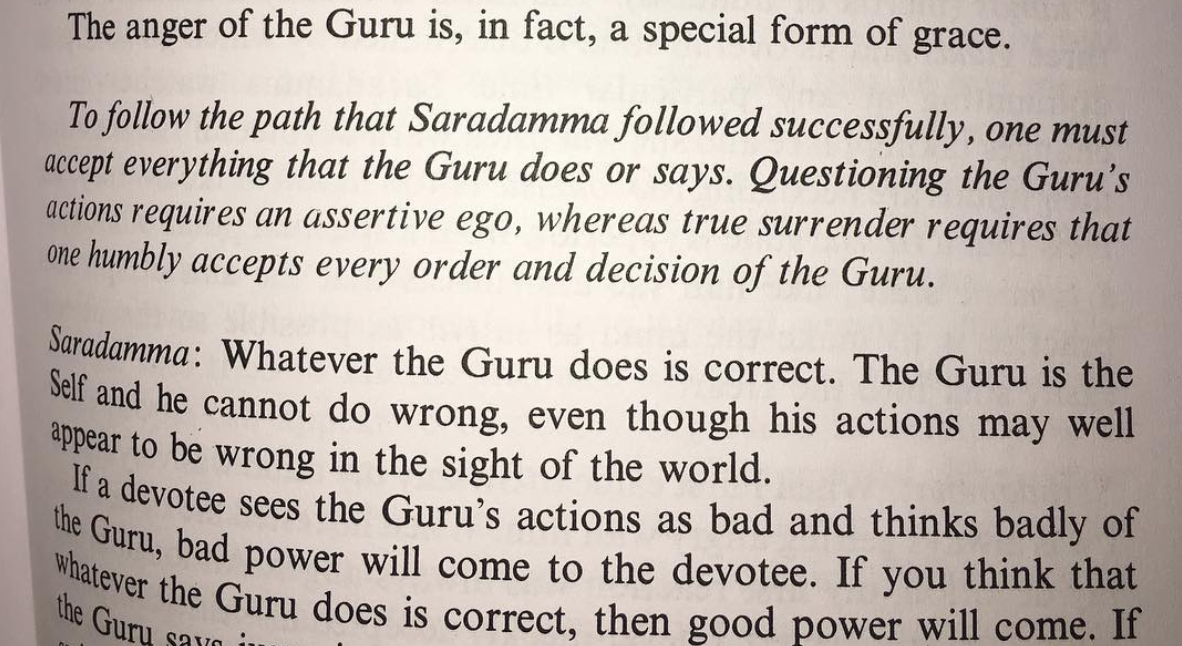 The anger of the Guru is, in fact, a special form of grace.
To follow the path that Saradamma followed successfully, one must
accept everything that the Guru does or says. Questioning the Guru's
actions requires an assertive ego, whereas true surrender requires that
one humbly accepts every order and decision of the Guru.
Saradamma: Whatever the Guru does is correct. The Guru is the
Self and he cannot do wrong, even though his actions may well
appear to be wrong in the sight of the world.
If a devotee sees the Guru's actions as bad and thinks badly of
the Guru, bad power will come to the devotee. If you think that
whatever the Guru does is correct, then good power will come. If
the Guru says